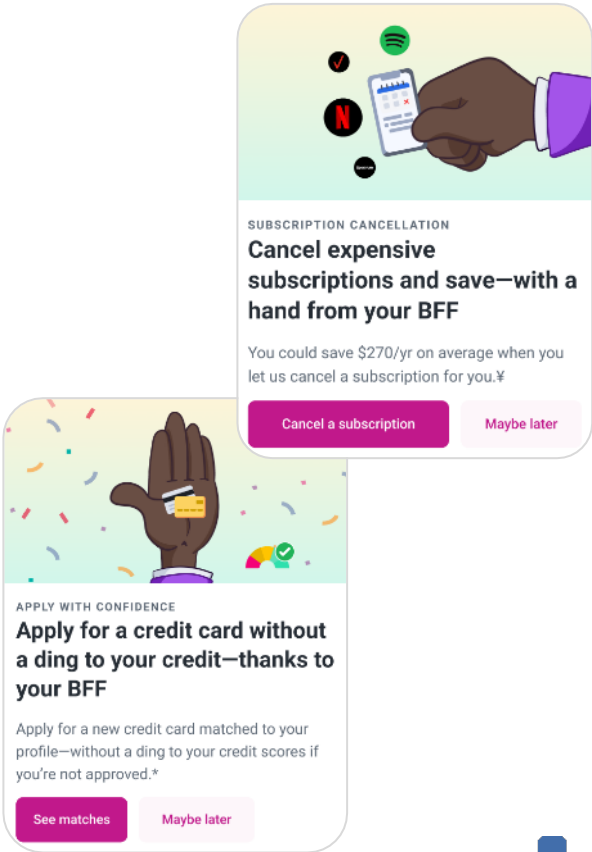 N
SUBSCRIPTION CANCELLATION
Cancel expensive
subscriptions and save—with a
hand from your BFF
You could save $270/yr on average when you
let us cancel a subscription for you.¥
Cancel a subscription
Maybe later
APPLY WITH CONFIDENCE
Apply for a credit card without
a ding to your credit—thanks to
your BFF
Apply for a new credit card matched to your
profile—without a ding to your credit scores if
you’re not approved.*
See matches
Maybe later